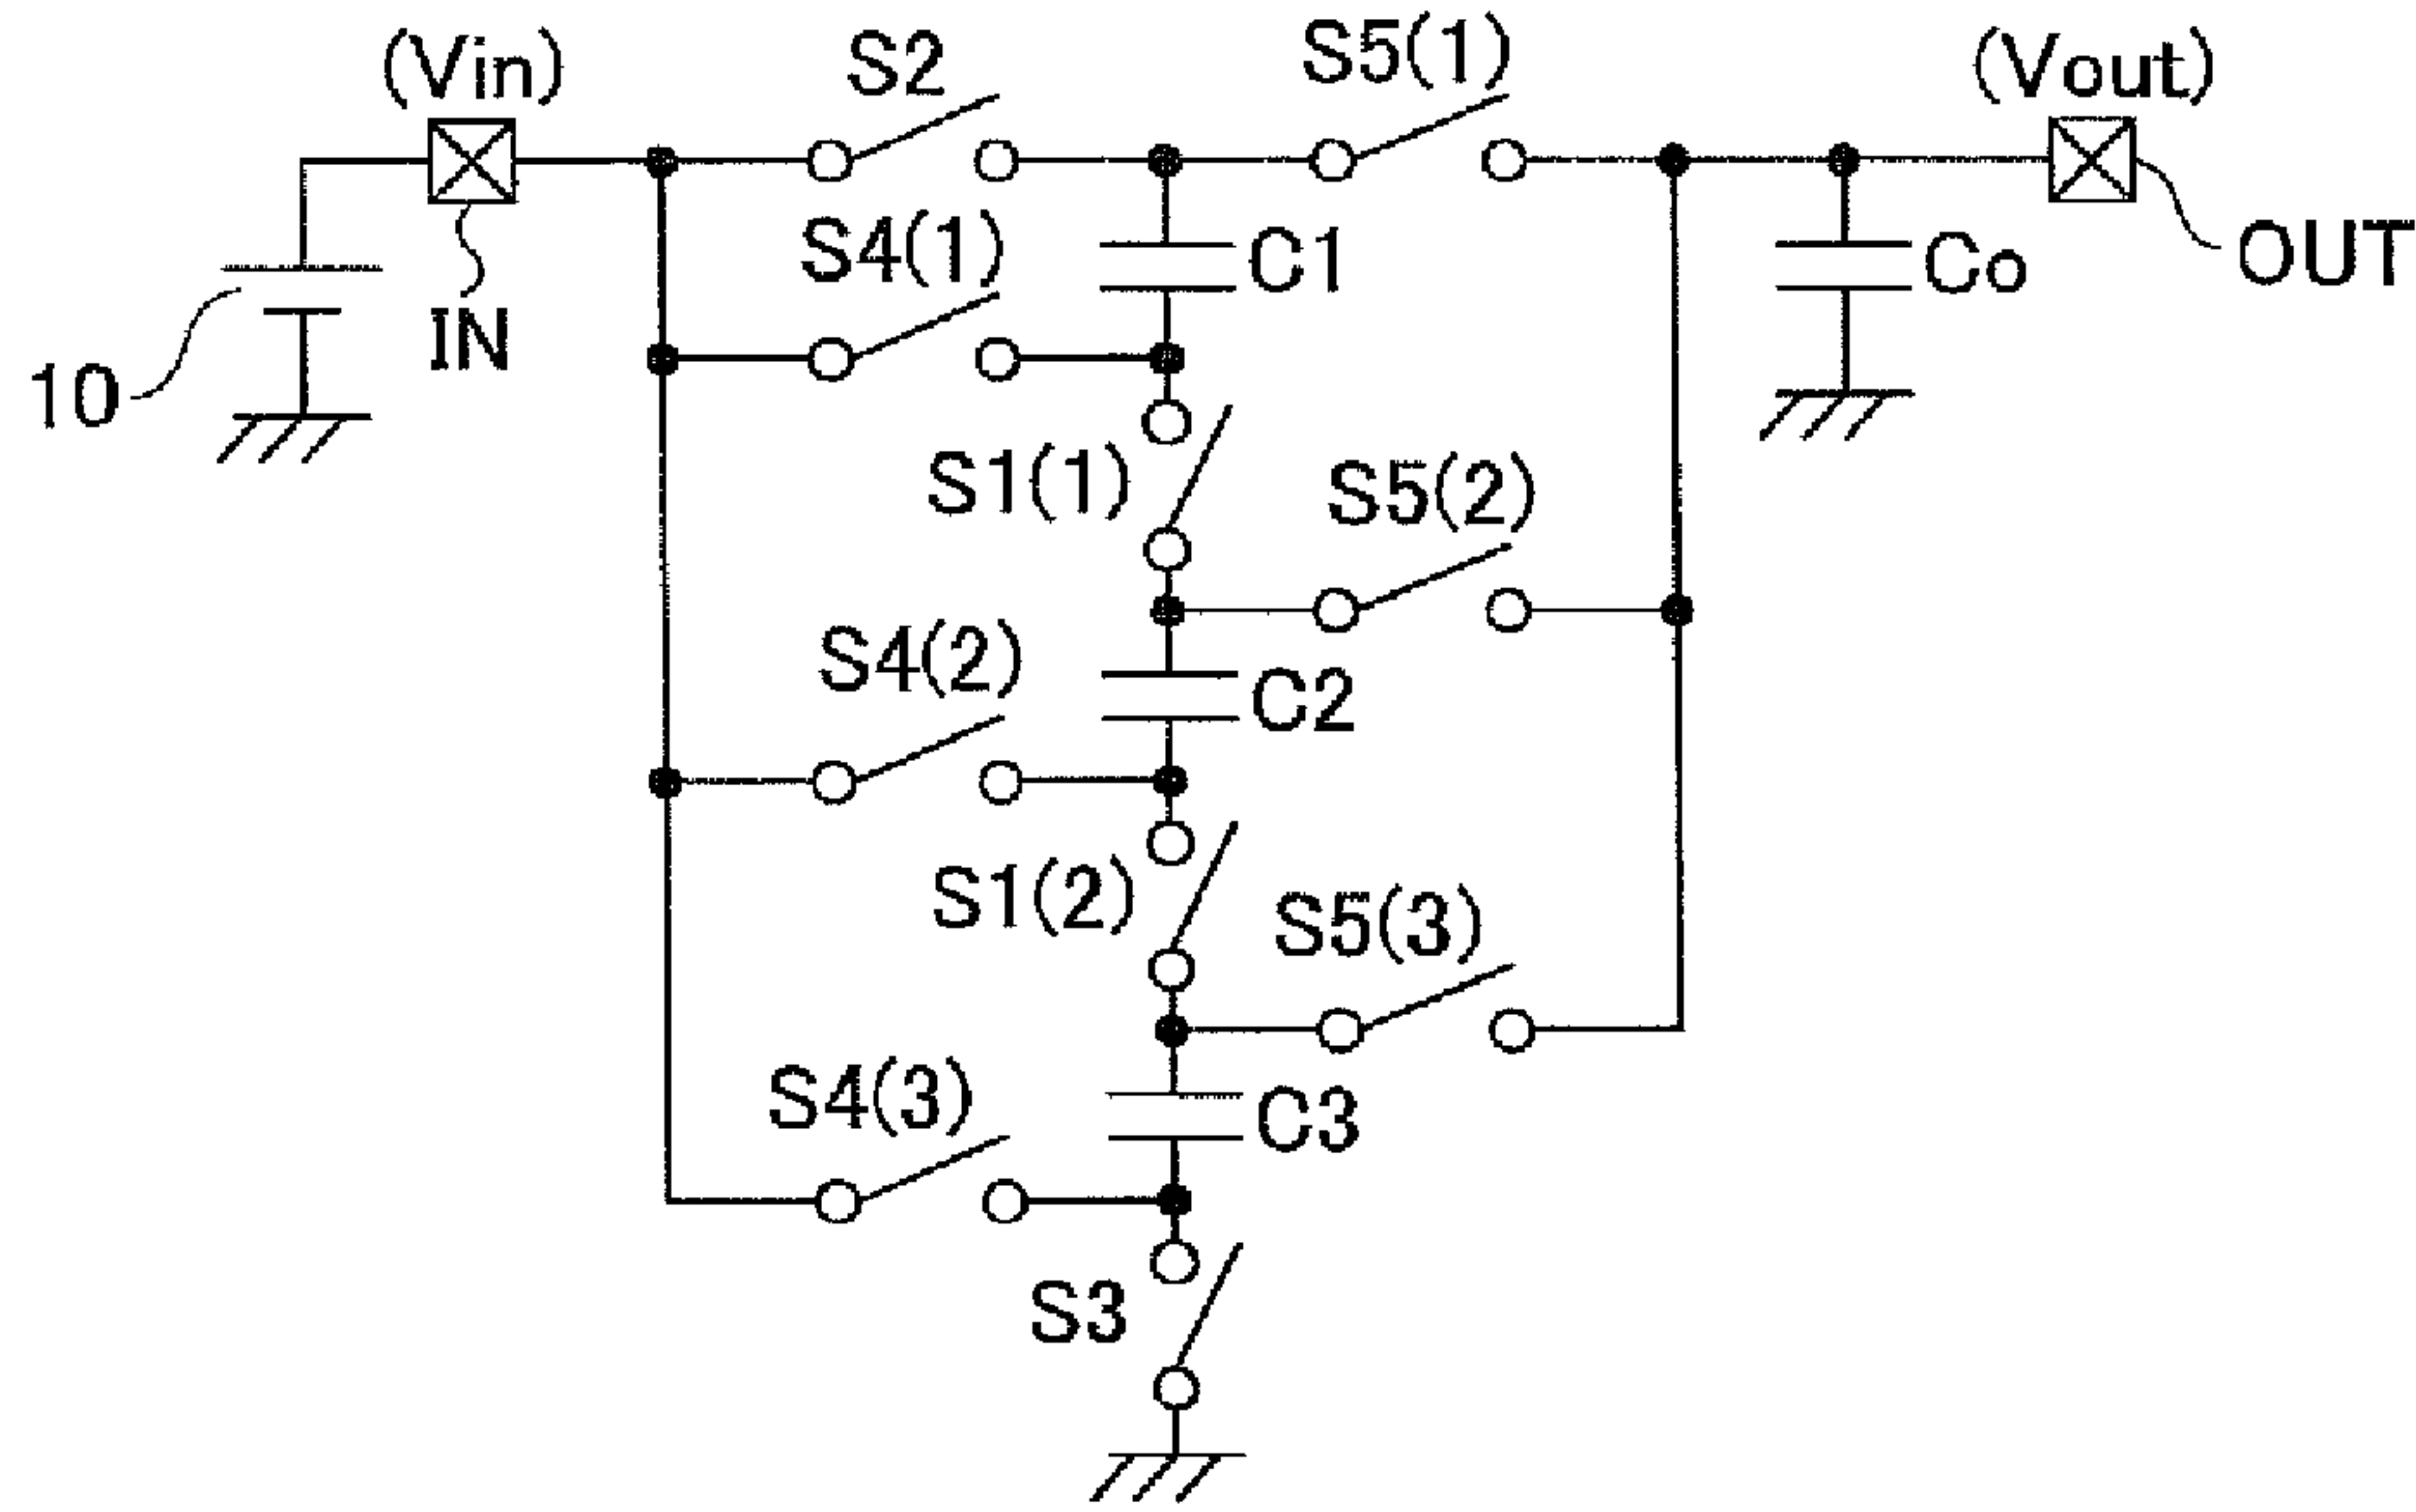 (Vin)
S2
S5(1)
(Vout)
S4(1)
C1
Co
OUT
IN
10
S1(1)
S5(2)
S4(2)
C2
S1(2)
S5(3)
S4(3)
C3
S3